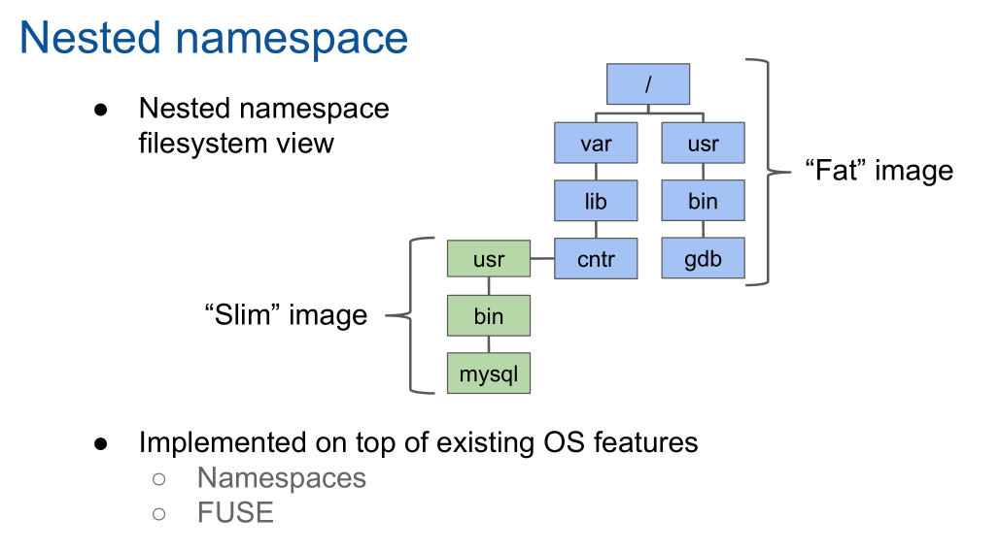 Nested namespace
● Nested namespace
filesystem view
/
var
usr
lib
bin
cntr
gdb
“Fat” image
usr
bin
mysql
“Slim” image
● Implemented on top of existing OS features
○ Namespaces
○ FUSE